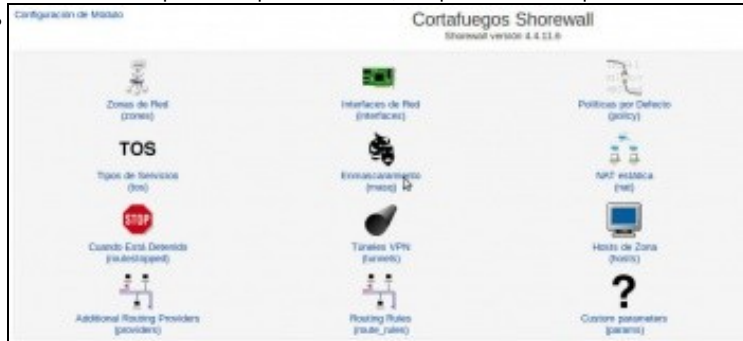 Configuración de Módulo
Cortafuegos Shorewall
Shorewall versión 4.4.11.6
Zonas de Red
(zones)
Interfaces de Red
(interfaces)
Políticas por Defecto
(policy)
TOS
Tipos de Servicios
(tos)
Enmascaramiento
(masq)
NAT estática
(nat)
STOP
Cuando Está Detenido
(routestopped)
Túneles VPN
(tunnels)
Hosts de Zona
(hosts)
Additional Routing Providers
(providers)
Routing Rules
(route_rules)
?
Custom parameters
(params)